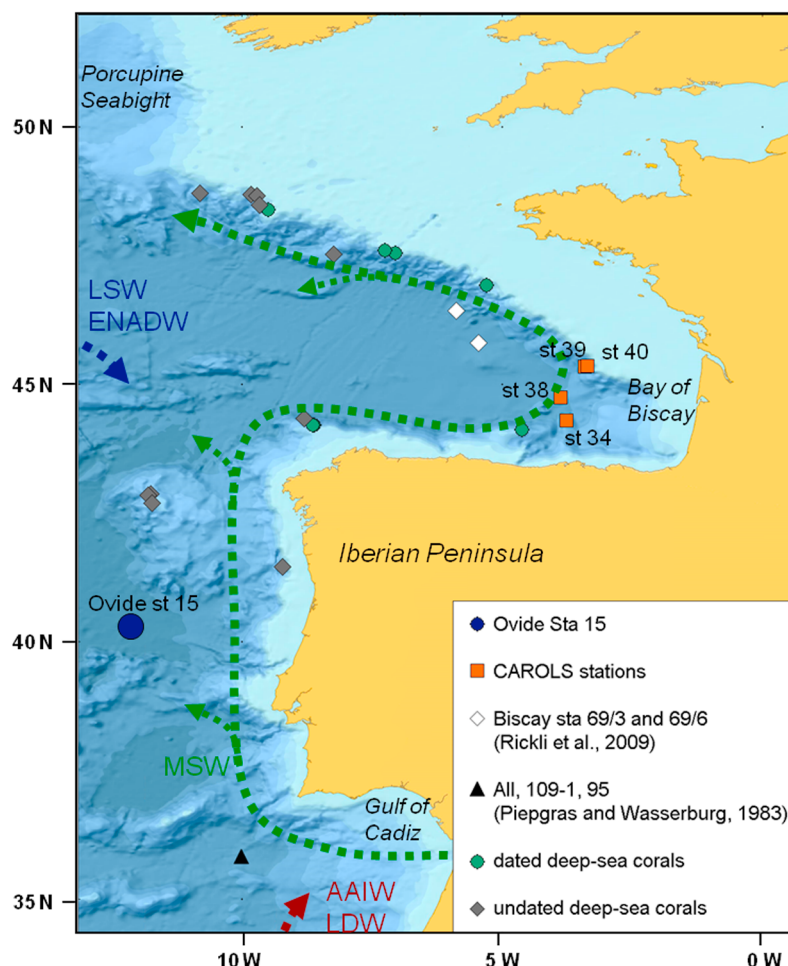 Porcupine
Seabight
50 N
LSW
ENADW
st 39
st 40
45 N
st 38
Bay of
Biscay
st 34
Iberian Peninsula
Ovide st 15
40 N
Ovide Sta 15
CAROLS stations
Biscay sta 69/3 and 69/6
(Rickli et al., 2009)
MSW
All, 109-1, 95
(Piepgras and Wasserburg, 1983)
Gulf of
Cadiz
dated deep-sea corals
AAIW
LDW
35 N
undated deep-sea corals
10 W
5 W
0 W